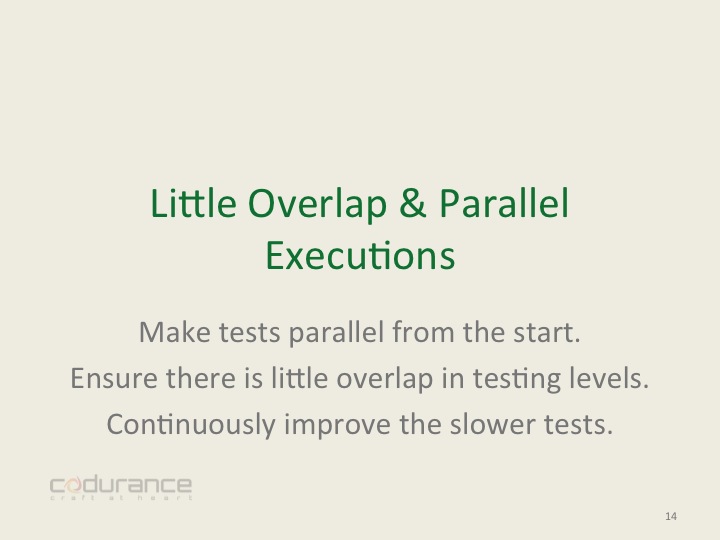 Little Overlap & Parallel
Executions
Make tests parallel from the start.
Ensure there is little overlap in testing levels.
Continuously improve the slower tests.
codurance
craft at heart
14